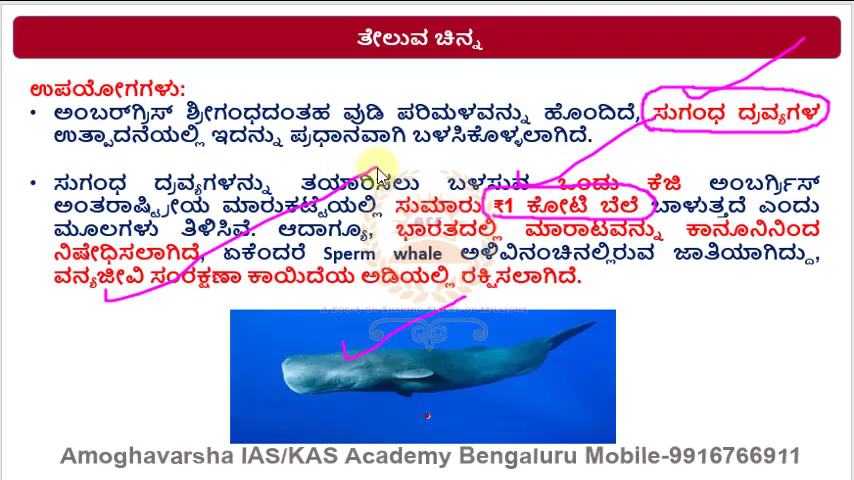 ತೇಲುವ ಚಿನ್ನ
ಉಪಯೋಗಗಳು:
• ಅಂಬರ್‌ಗ್ರಿಸ್ ಶ್ರೀಗಂಧದಂತಹ ವುಡಿ ಪರಿಮಳವನ್ನು ಹೊಂದಿದೆ, ಸುಗಂಧ ದ್ರವ್ಯಗಳ
ಉತ್ಪಾದನೆಯಲ್ಲಿ ಇದನ್ನು ಪ್ರಧಾನವಾಗಿ ಬಳಸಿಕೊಳ್ಳಲಾಗಿದೆ.
• ಸುಗಂಧ ದ್ರವ್ಯಗಳನ್ನು ತಯಾರಿಸಲು ಬಳಸುವ ಒಂದು ಕೆಜಿ ಅಂಬರ್ಗ್ರಿಸ್
ಅಂತರಾಷ್ಟ್ರೀಯ ಮಾರುಕಟ್ಟೆಯಲ್ಲಿ ಸುಮಾರು ₹1 ಕೋಟಿ ಬೆಲೆ ಬಾಳುತ್ತದೆ ಎಂದು
ಮೂಲಗಳು ತಿಳಿಸಿವೆ. ಆದಾಗ್ಯೂ, ಭಾರತದಲ್ಲಿ ಮಾರಾಟವನ್ನು ಕಾನೂನಿನಿಂದ
ನಿಷೇಧಿಸಲಾಗಿದೆ, ಏಕೆಂದರೆ Sperm whale ಅಳಿವಿನಂಚಿನಲ್ಲಿರುವ ಜಾತಿಯಾಗಿದ್ದು,
ವನ್ಯಜೀವಿ ಸಂರಕ್ಷಣಾ ಕಾಯಿದೆಯ ಅಡಿಯಲ್ಲಿ ರಕ್ಷಿಸಲಾಗಿದೆ.
Amoghavarsha IAS/KAS Academy Bengaluru Mobile-9916766911